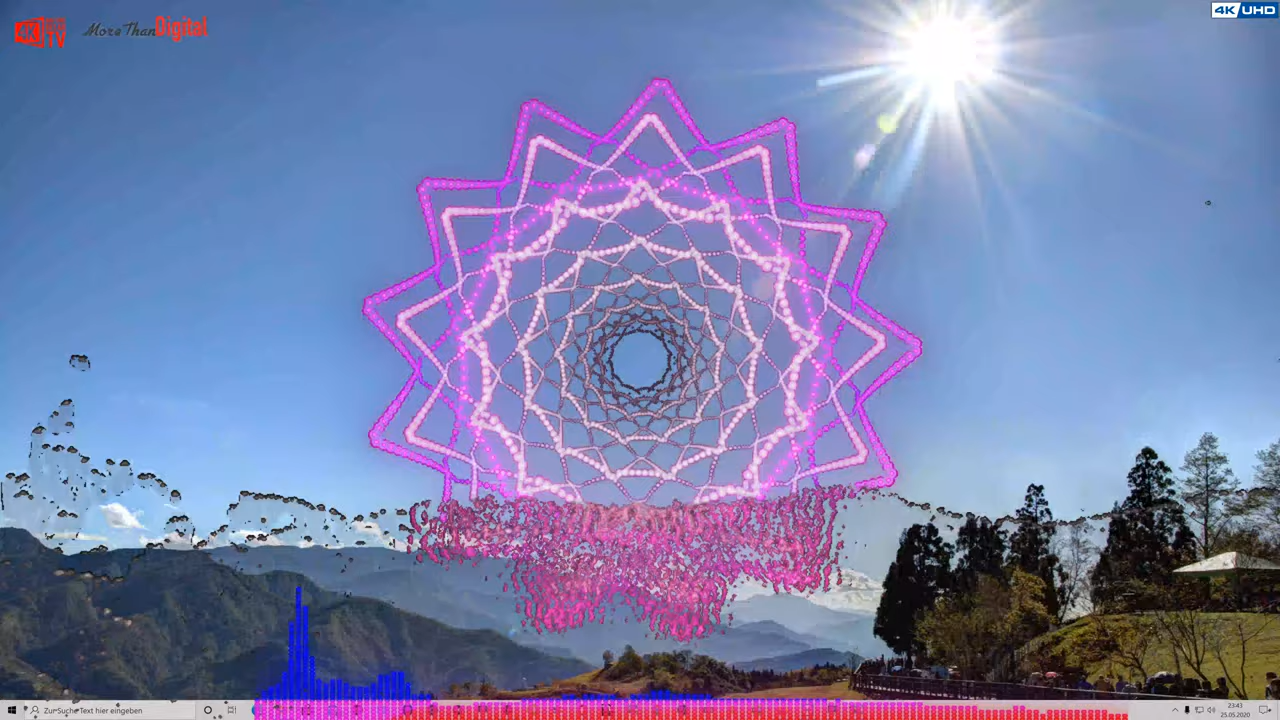 4K
TV
More Than Digital
4K UHD
Zur Suche Text hier eingeben
23:43
25.05.2020